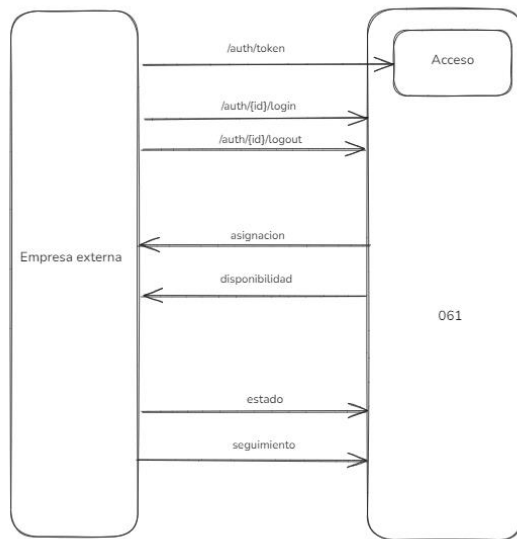 /auth/token
Acceso
/auth/{id}/login
/auth/{id}/logout
asignacion
Empresa externa
disponibilidad
061
estado
seguimiento